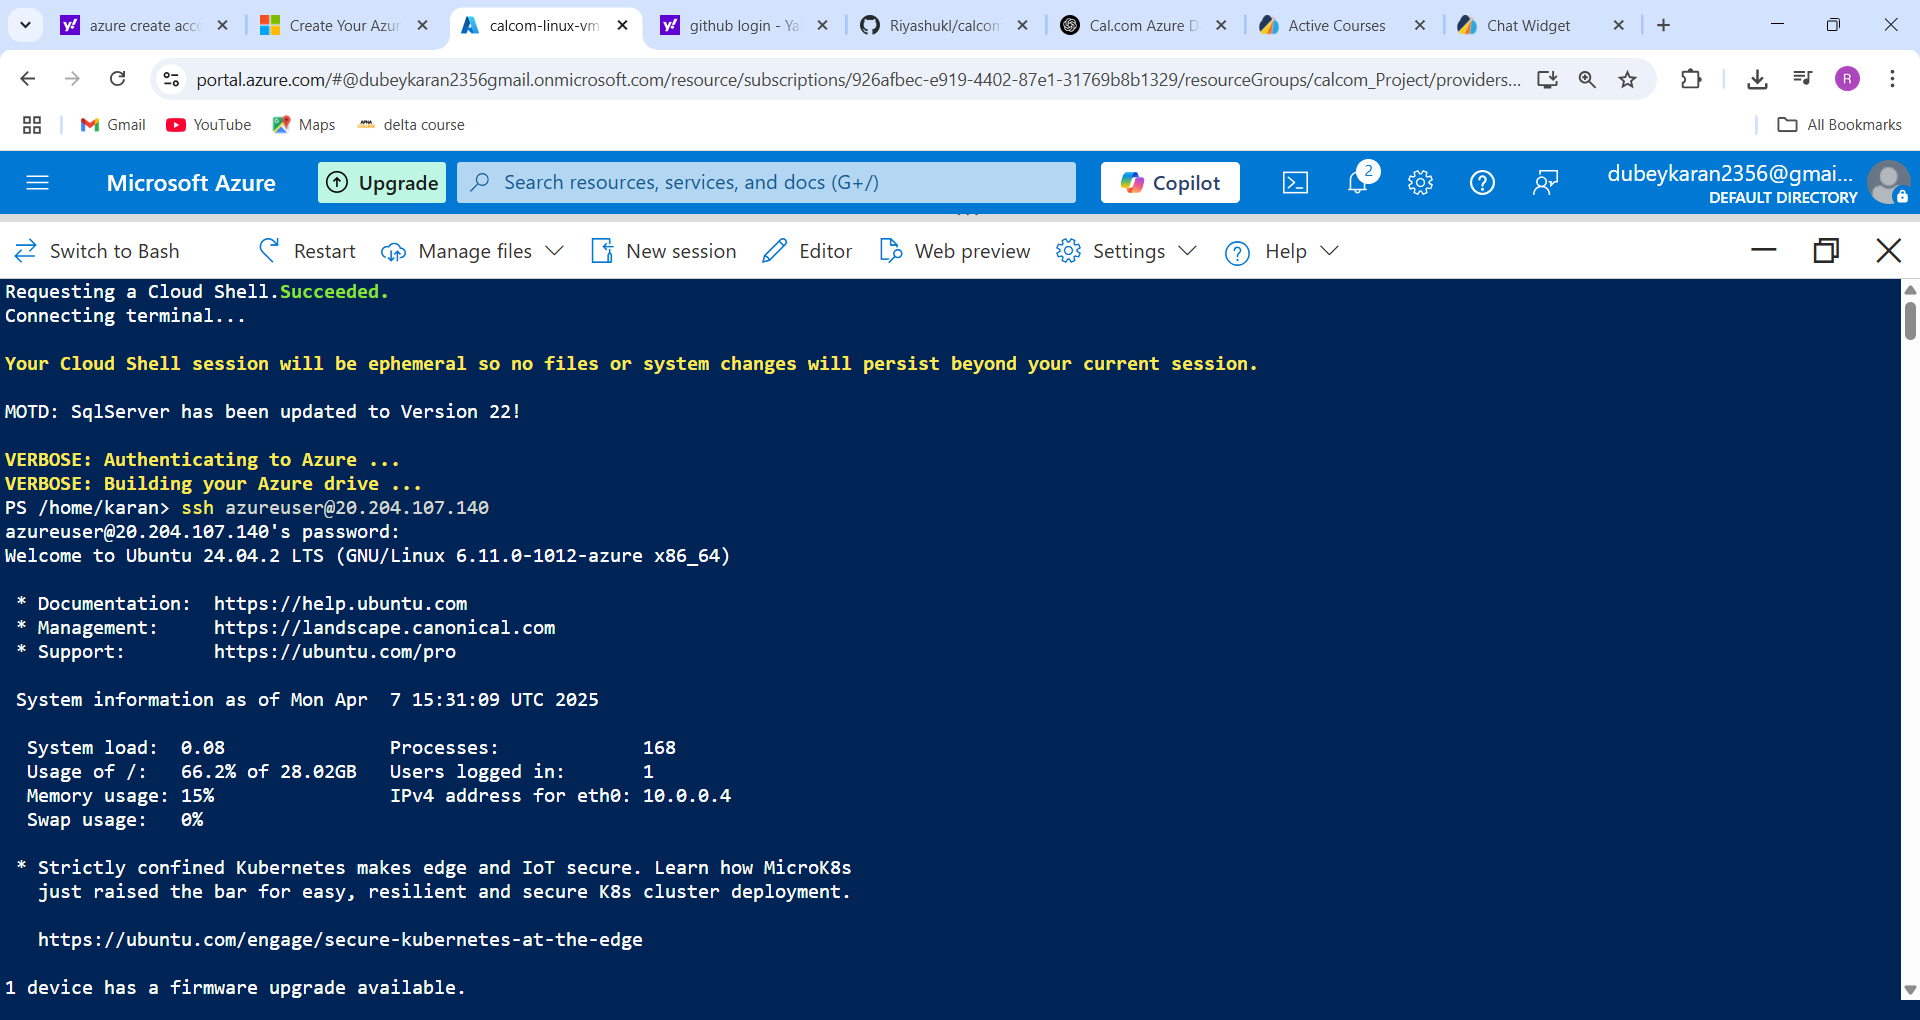 azure create acc
Create Your Azur
calcom-linux-vm
github login - Ya
Riyashukl/calcom
Cal.com Azure D
Active Courses
Chat Widget
portal.azure.com/#@dubeykaran2356gmail.onmicrosoft.com/resource/subscriptions/926afbec-e919-4402-87e1-31769b8b1329/resourceGroups/calcom_Project/providers...
R
Gmail
YouTube
Maps
delta course
All Bookmarks
Microsoft Azure
Upgrade
Search resources, services, and docs (G+/)
Copilot
2
dubeykaran2356@gmai...
DEFAULT DIRECTORY
Switch to Bash
Restart
Manage files
New session
Editor
Web preview
Settings
Help
Requesting a Cloud Shell.Succeeded.
Connecting terminal...
Your Cloud Shell session will be ephemeral so no files or system changes will persist beyond your current session.
MOTD: SqlServer has been updated to Version 22!
VERBOSE: Authenticating to Azure ...
VERBOSE: Building your Azure drive ...
PS /home/karan> ssh azureuser@20.204.107.140
azureuser@20.204.107.140's password:
Welcome to Ubuntu 24.04.2 LTS (GNU/Linux 6.11.0-1012-azure x86_64)
* Documentation:  https://help.ubuntu.com
* Management:     https://landscape.canonical.com
* Support:        https://ubuntu.com/pro
System information as of Mon Apr  7 15:31:09 UTC 2025
System load:  0.08               Processes:             168
Usage of /:   66.2% of 28.02GB   Users logged in:       1
Memory usage: 15%                IPv4 address for eth0: 10.0.0.4
Swap usage:   0%
* Strictly confined Kubernetes makes edge and IoT secure. Learn how MicroK8s
just raised the bar for easy, resilient and secure K8s cluster deployment.
https://ubuntu.com/engage/secure-kubernetes-at-the-edge
1 device has a firmware upgrade available.